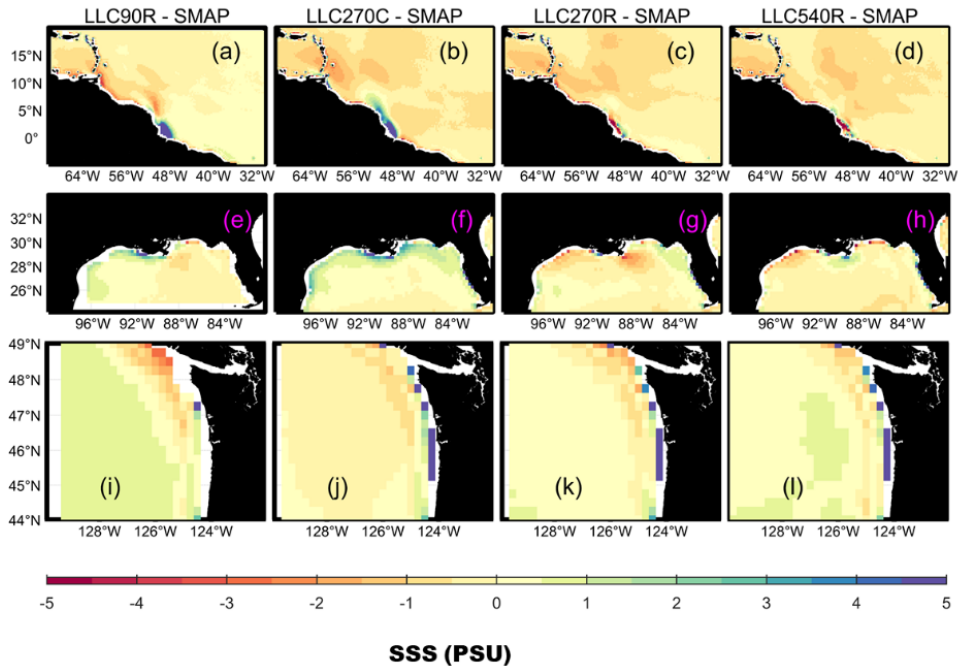 LLC90R - SMAP LLC270C - SMAP LLC270R - SMAP LLC540R - SMAP
15°N (a) (b) (c) (d)
10°N
5°N
0°
64°W 56°W 48°W 40°W 32°W 64°W 56°W 48°W 40°W 32°W 64°W 56°W 48°W 40°W 32°W 64°W 56°W 48°W 40°W 32°W
32°N (e) (f) (g) (h)
30°N
28°N
26°N
96°W 92°W 88°W 84°W 96°W 92°W 88°W 84°W 96°W 92°W 88°W 84°W 96°W 92°W 88°W 84°W
49°N
48°N
47°N
46°N
45°N (i) (j) (k) (l)
44°N
128°W 126°W 124°W 128°W 126°W 124°W 128°W 126°W 124°W 128°W 126°W 124°W
-5 -4 -3 -2 -1 0 1 2 3 4 5
SSS (PSU)